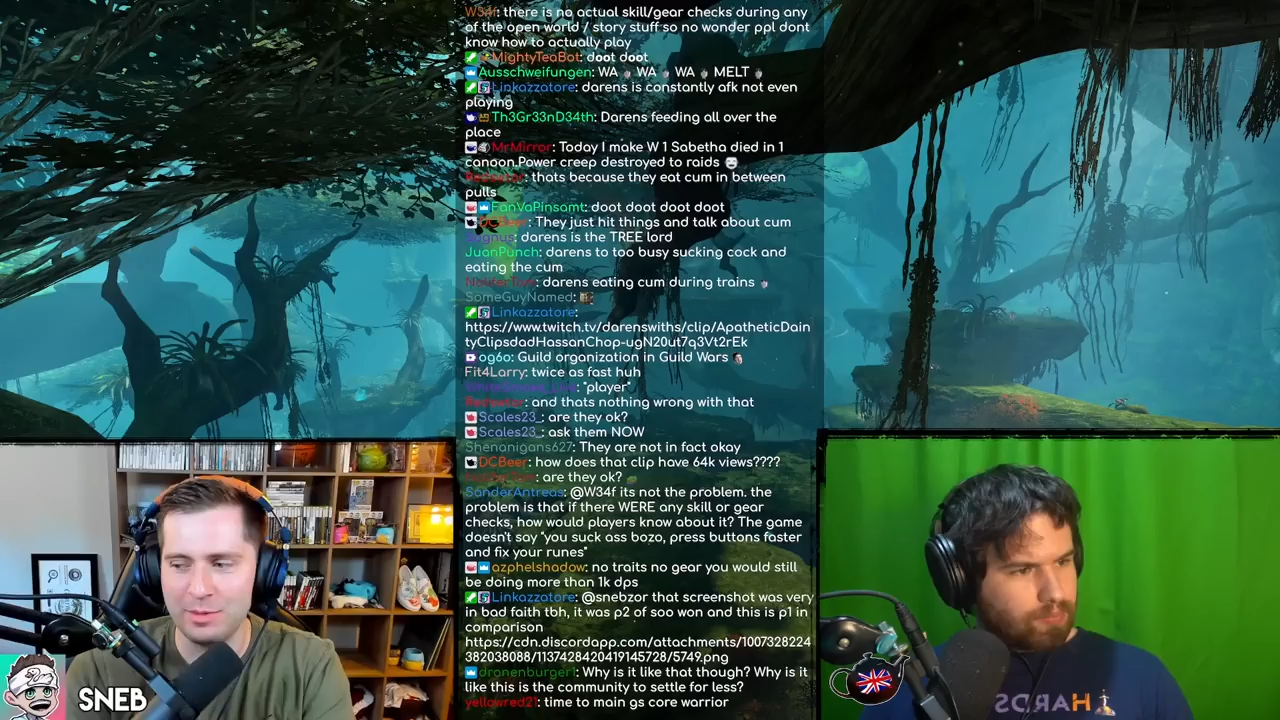 W34f: there is no actual skill/gear checks during any
of the open world / story stuff so no wonder ppl dont
know how to actually play
MightyTeaBot: doot doot
Ausschweifungen: WA WA WA MELT
Linkazzatore: darens is constantly afk not even
playing
Th3Gr33nD34th: Darens feeding all over the
place
MrMirror: Today I make W 1 Sabetha died in 1
canoon.Power creep destroyed to raids
thats because they eat cum in between
pulls
FanVaPinsamt: doot doot doot doot
DCBeer: They just hit things and talk about cum
darens is the TREE lord
JuanPunch: darens to too busy sucking cock and
eating the cum
darens eating cum during trains
SomeGuyNamed:
Linkazzatore:
https://www.twitch.tv/darenswiths/clip/ApatheticDain
tyClipsdadHassanChop-ugN20ut7q3Vt2rEk
og6o: Guild organization in Guild Wars
Fit4Larry: twice as fast huh
"player"
and thats nothing wrong with that
Scales23_: are they ok?
Scales23_: ask them NOW
Shenanigans627: They are not in fact okay
DCBeer: how does that clip have 64k views????
are they ok?
SanderAntreas: @W34f its not the problem. the
problem is that if there WERE any skill or gear
checks, how would players know about it? The game
doesn't say "you suck ass bozo, press buttons faster
and fix your runes"
azphelshadow: no traits no gear you would still
be doing more than 1k dps
Linkazzatore: @snebzor that screenshot was very
in bad faith tbh, it was p2 of soo won and this is p1 in
comparison
https://cdn.discordapp.com/attachments/1007328224
382038088/1137428420419145728/5749.png
dranenburger1: Why is it like that though? Why is it
like this is the community to settle for less?
yellowred21: time to main gs core warrior
SNEB
HARDS